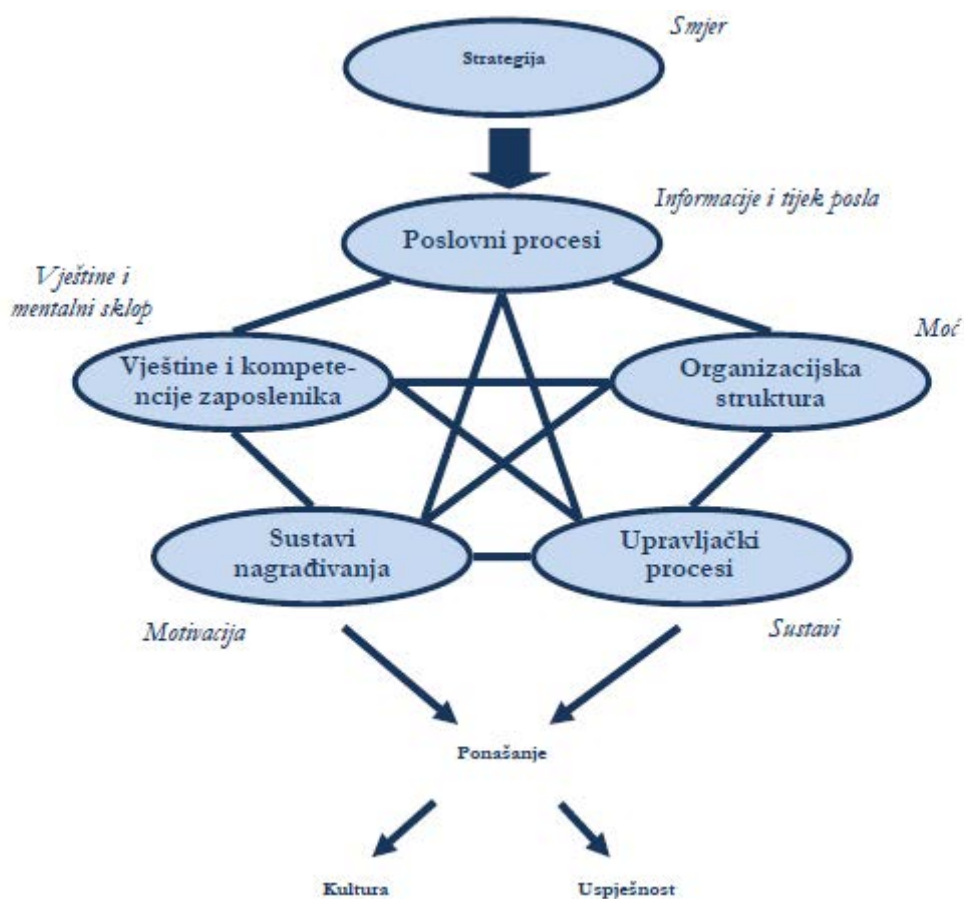 Smjer
Strategija
Informacije i tijek posla
Poslovni procesi
Vještine i
mentalni sklop
Moć
Vještine i kompete-
ncije zaposlenika
Organizacijska
struktura
Sustavi
nagrađivanja
Upravljački
procesi
Motivacija
Sustavi
Ponašanje
Kultura
Uspješnost